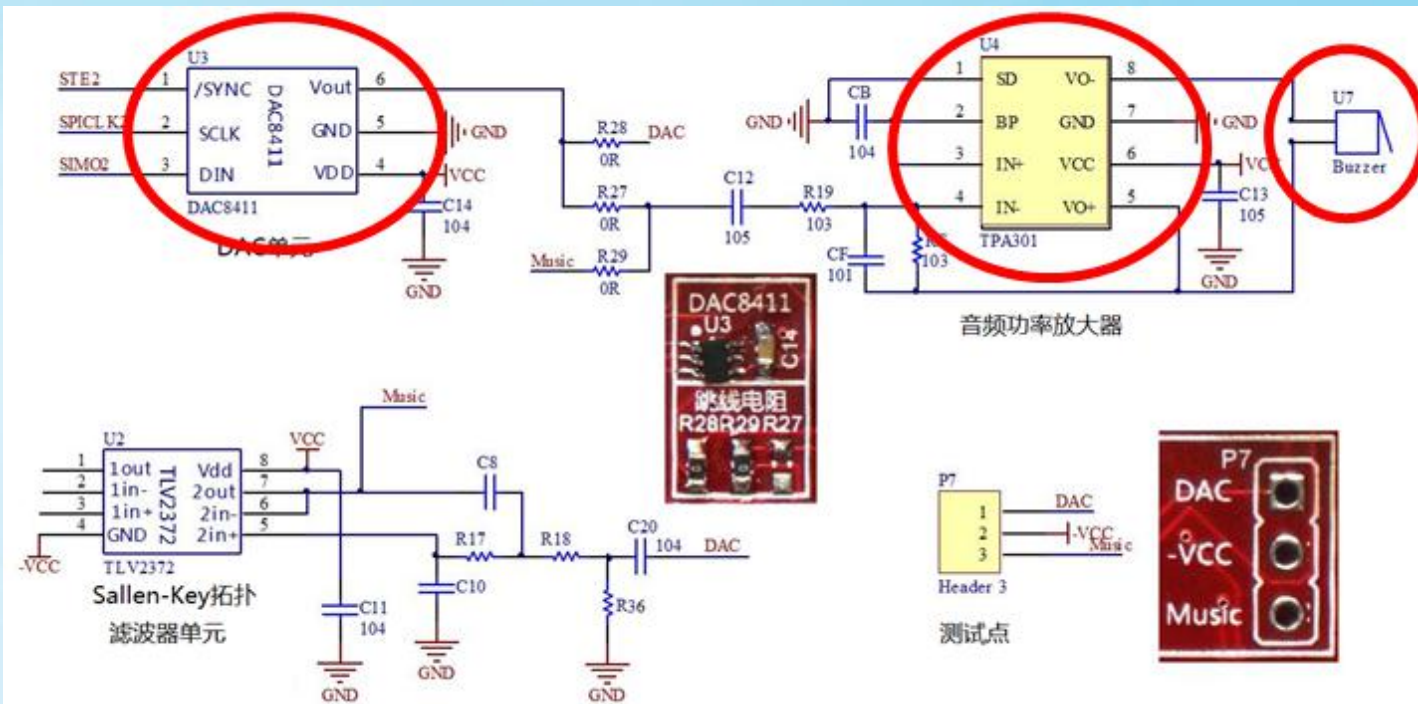 U3
STE2 1 /SYNC Vout 6
SPICLK2 2 SCLK GND 5 GND
SIMO2 3 DIN VDD 4 VCC
DAC8411
DAC8411
C14
104
GND
DAC单元
R28 DAC
0R
R27
0R
Music R29
0R
C12
105
R19
103
CF
101
103
U4
1 SD VO- 8
GND CB 2 BP GND 7 GND
104
3 IN+ VCC 6 VCC
4 IN- VO+ 5
TPA301
C13
105
GND
U7
Buzzer
音频功率放大器
DAC8411
U3
C14
跳线电阻
R28R29R27
Music
U2
VCC
1 1out Vdd 8
2 1in- 2out 7
3 1in+ 2in- 6
4 GND 2in+ 5
TLV2372
-VCC
TLV2372
Sallen-Key拓扑
滤波器单元
C8
R17
R18
C20
104 DAC
C10
C11
104
R36
GND
GND
GND
P7
1 DAC
2 -VCC
3 Music
Header 3
测试点
P7
DAC
-VCC
Music